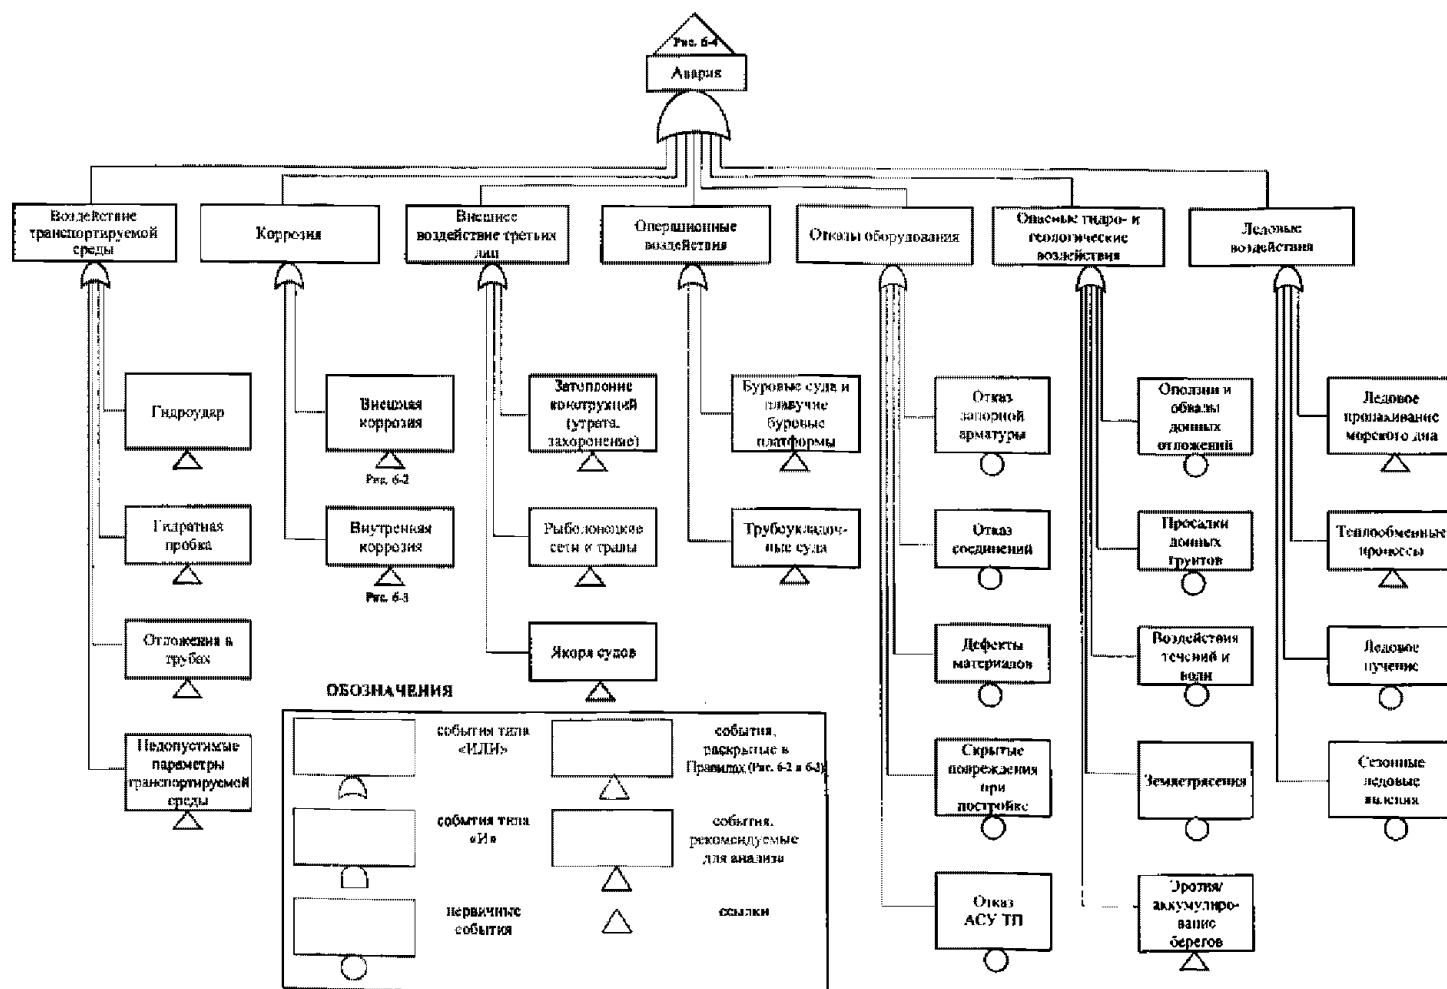 Рис. 6-4
Авария
Воздействие
транспортируемой
среды
Коррозия
Внешнее
воздействие третьих
лиц
Операционные
воздействия
Отказы оборудования
Опасные гидро- и
геологические
воздействия
Ледовые
воздействия
Гидроудар
Внешняя
коррозия
Рис. 6-2
Затопление
конструкций
(утрата,
захоронение)
Буровые суда и
плавучие
буровые
платформы
Отказ
запорной
арматуры
Оползни и
обвалы
донных
отложений
Ледовое
пропахивание
морского дна
Гидратная
пробка
Внутренняя
коррозия
Рис. 6-3
Рыболовецкие
сети и тралы
Трубоукладоч-
ные суда
Отказ
соединений
Просадки
донных
грунтов
Теплообменные
процессы
Отложения в
трубах
Якоря судов
Дефекты
материалов
Воздействия
течений и
волн
Ледовое
пучение
Недопустимые
параметры
транспортируемой
среды
Скрытые
повреждения
при
постройке
Землетрясения
Сезонные
ледовые
явления
Отказ
АСУ ТП
Эрозия/
аккумулиро-
вание
берегов
ОБОЗНАЧЕНИЯ
события типа
«ИЛИ»
события,
раскрытые в
Правилах (Рис. 6-2 и 6-3)
события типа
«И»
события,
рекомендуемые
для анализа
первичные
события
ссылки